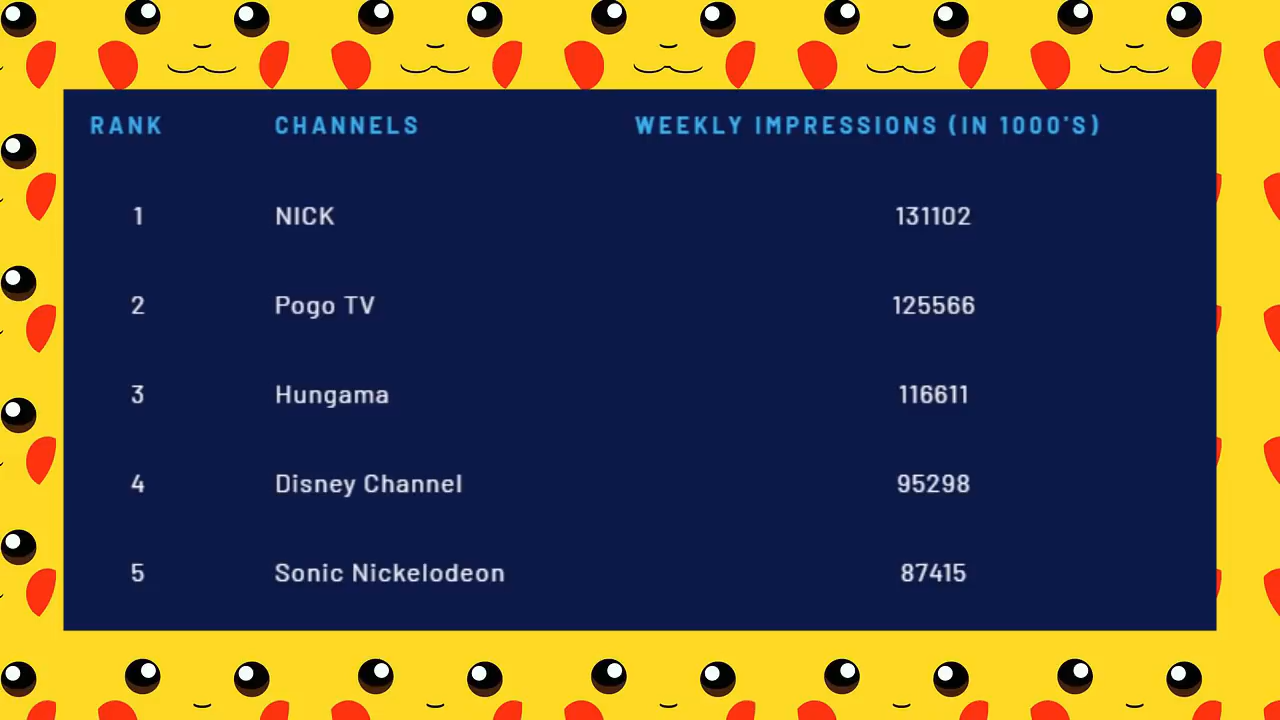 RANK CHANNELS WEEKLY IMPRESSIONS (IN 1000'S)
1 NICK 131102
2 Pogo TV 125566
3 Hungama 116611
4 Disney Channel 95298
5 Sonic Nickelodeon 87415